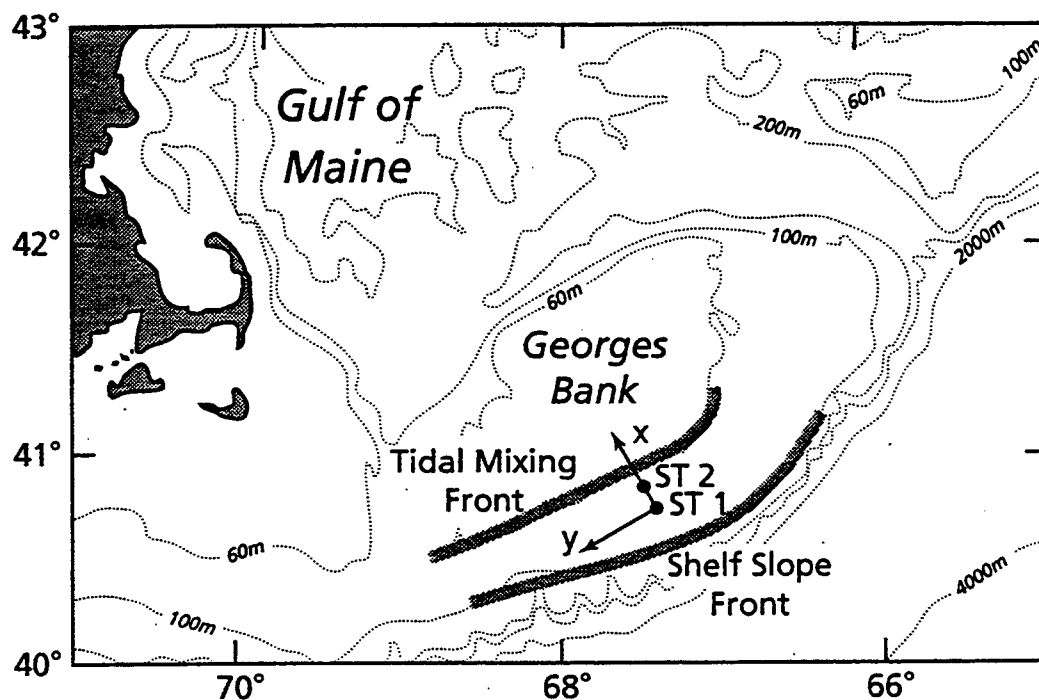 43°
Gulf of
Maine
100m
60m
200m
42°
2000m
100m
60m
Georges
Bank
x
41°
Tidal Mixing
Front
ST 2
ST 1
y
60m
Shelf Slope
Front
4000m
100m
40°
70°
68°
66°